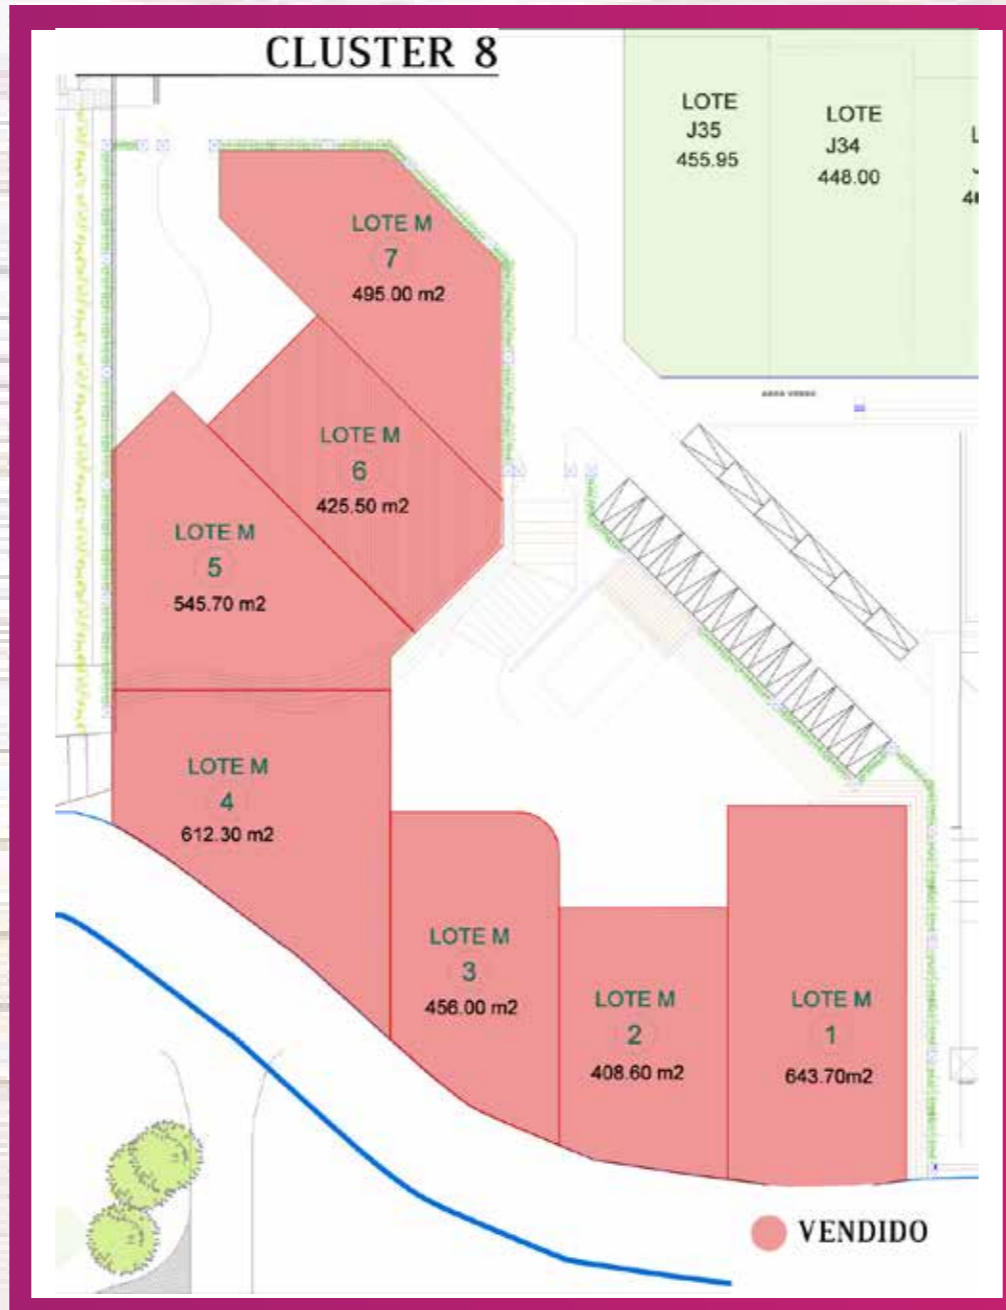 CLUSTER 8
LOTE
J35
455.95
LOTE
J34
448.00
LOTE M
7
495.00 m2
LOTE M
6
425.50 m2
LOTE M
5
545.70 m2
LOTE M
4
612.30 m2
LOTE M
3
456.00 m2
LOTE M
2
408.60 m2
LOTE M
1
643.70m2
VENDIDO